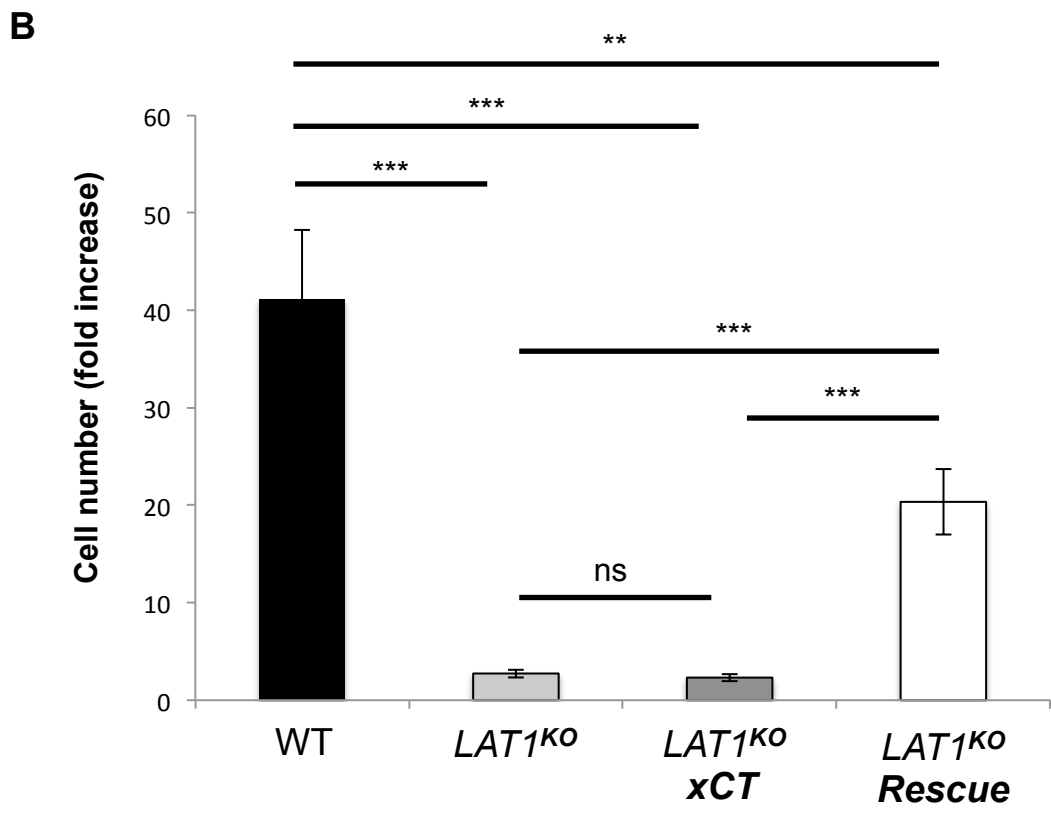 B
**
***
***
***
***
ns
Cell number (fold increase)
60
50
40
30
20
10
0
WT
LAT1KO
LAT1KO
xCT
LAT1KO
Rescue